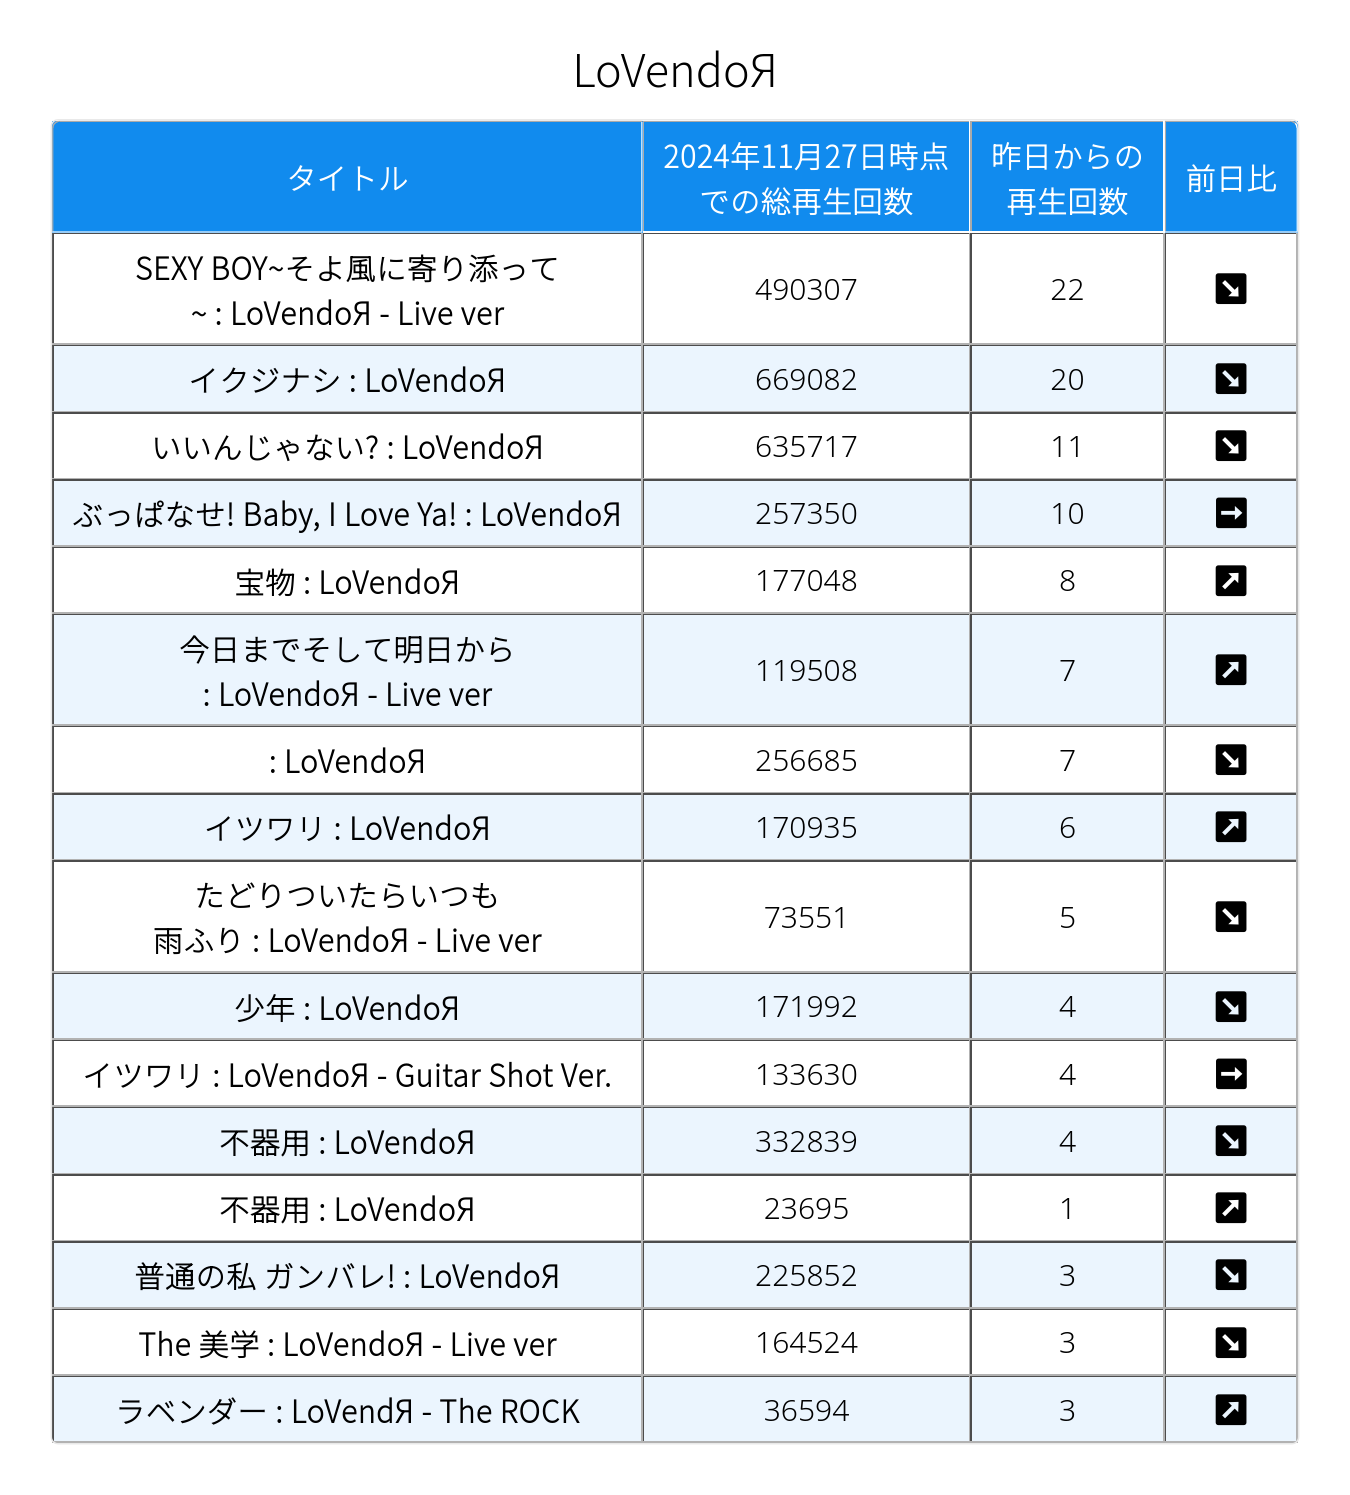 LoVendoЯ
タイトル
2024年11月27日時点
での総再生回数
昨日からの
再生回数
前日比
SEXY BOY~そよ風に寄り添って
~ : LoVendoЯ - Live ver
490307
22
イクジナシ : LoVendoЯ
669082
20
いいんじゃない? : LoVendoЯ
635717
11
ぶっぱなせ! Baby, I Love Ya! : LoVendoЯ
257350
10
宝物 : LoVendoЯ
177048
8
今日までそして明日から
: LoVendoЯ - Live ver
119508
7
: LoVendoЯ
256685
7
イツワリ : LoVendoЯ
170935
6
たどりついたらいつも
雨ふり : LoVendoЯ - Live ver
73551
5
少年 : LoVendoЯ
171992
4
イツワリ : LoVendoЯ - Guitar Shot Ver.
133630
4
不器用 : LoVendoЯ
332839
4
不器用 : LoVendoЯ
23695
1
普通の私 ガンバレ! : LoVendoЯ
225852
3
The 美学 : LoVendoЯ - Live ver
164524
3
ラベンダー : LoVendЯ - The ROCK
36594
3